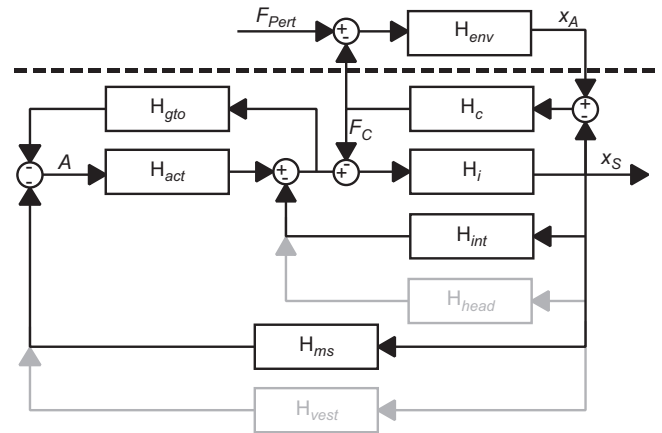 F_Pert
+
-
H_env
x_A
H_gto
H_c
+
-
F_C
-
-
A
H_act
+
-
+
-
H_i
x_S
H_int
H_head
H_ms
H_vest